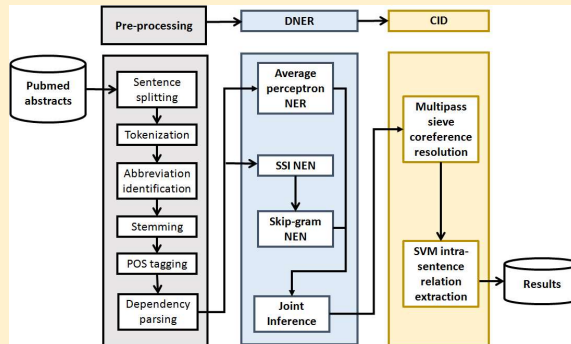 Pre-processing
DNER
CID
Pubmed
abstracts
Sentence
splitting
Tokenization
Abbreviation
identification
Stemming
POS tagging
Dependency
parsing
Average
perceptron
NER
SSI NEN
Skip-gram
NEN
Joint
Inference
Multipass
sieve
coreference
resolution
SVM intra-
sentence
relation
extraction
Results